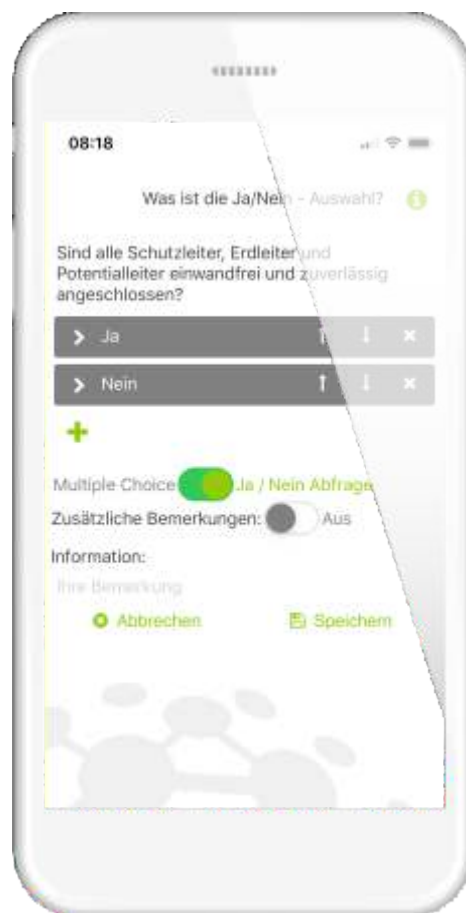 08:18
Was ist die Ja/Nein - Auswahl?
Sind alle Schutzleiter, Erdleiter und
Potentialleiter einwandfrei und zuverlässig
angeschlossen?
Ja
Nein
Multiple Choice Ja / Nein Abfrage
Zusätzliche Bemerkungen: Aus
Information:
Ihre Bemerkung
Abbrechen Speichern